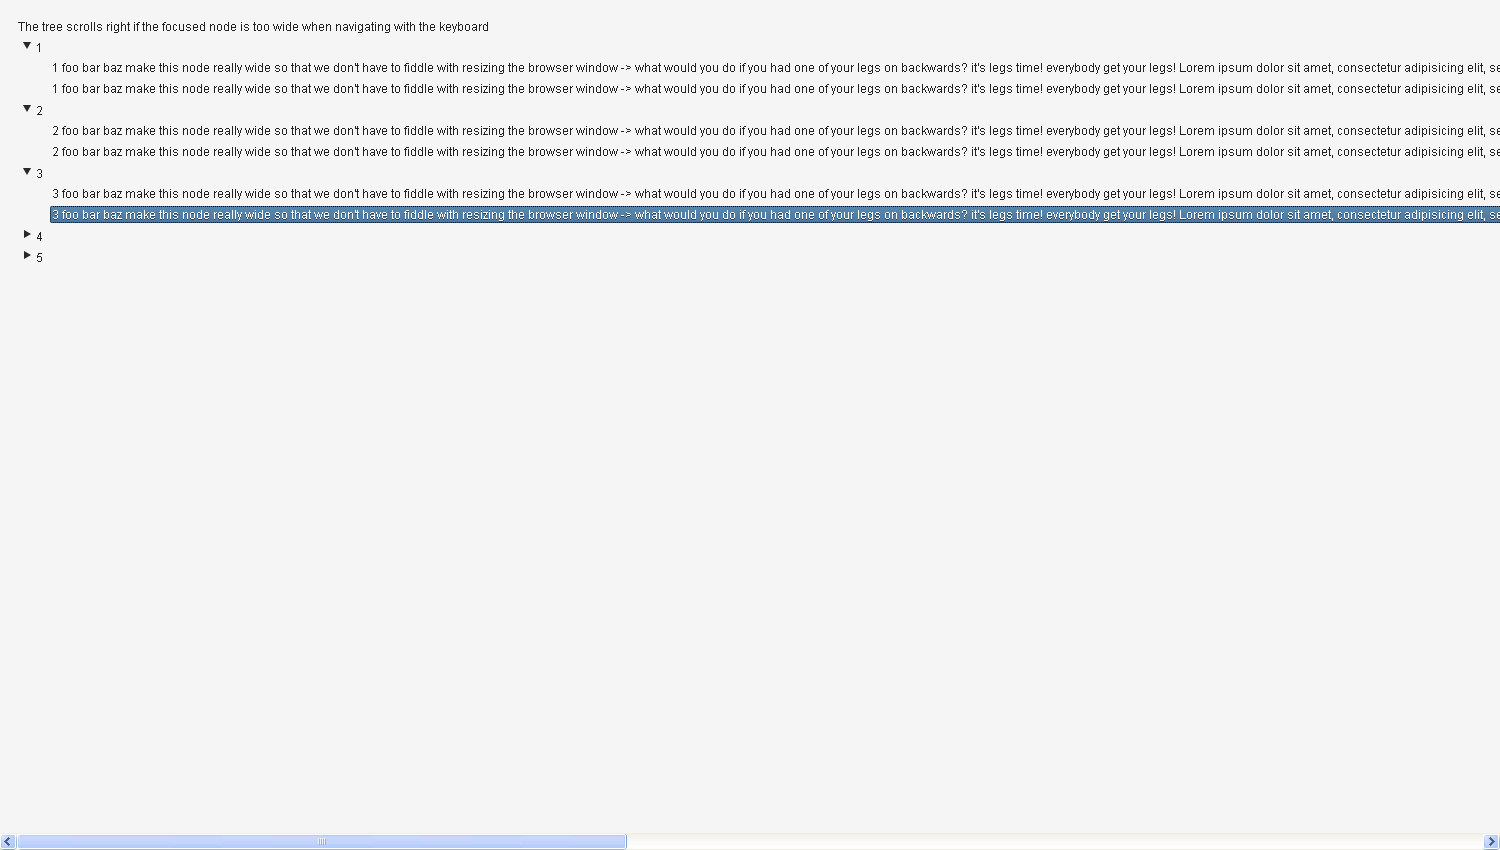 The tree scrolls right if the focused node is too wide when navigating with the keyboard
1
1 foo bar baz make this node really wide so that we don't have to fiddle with resizing the browser window -> what would you do if you had one of your legs on backwards? it's legs time! everybody get your legs! Lorem ipsum dolor sit amet, consectetur adipisicing elit, se
1 foo bar baz make this node really wide so that we don't have to fiddle with resizing the browser window -> what would you do if you had one of your legs on backwards? it's legs time! everybody get your legs! Lorem ipsum dolor sit amet, consectetur adipisicing elit, se
2
2 foo bar baz make this node really wide so that we don't have to fiddle with resizing the browser window -> what would you do if you had one of your legs on backwards? it's legs time! everybody get your legs! Lorem ipsum dolor sit amet, consectetur adipisicing elit, se
2 foo bar baz make this node really wide so that we don't have to fiddle with resizing the browser window -> what would you do if you had one of your legs on backwards? it's legs time! everybody get your legs! Lorem ipsum dolor sit amet, consectetur adipisicing elit, se
3
3 foo bar baz make this node really wide so that we don't have to fiddle with resizing the browser window -> what would you do if you had one of your legs on backwards? it's legs time! everybody get your legs! Lorem ipsum dolor sit amet, consectetur adipisicing elit, se
3 foo bar baz make this node really wide so that we don't have to fiddle with resizing the browser window -> what would you do if you had one of your legs on backwards? it's legs time! everybody get your legs! Lorem ipsum dolor sit amet, consectetur adipisicing elit, se
4
5